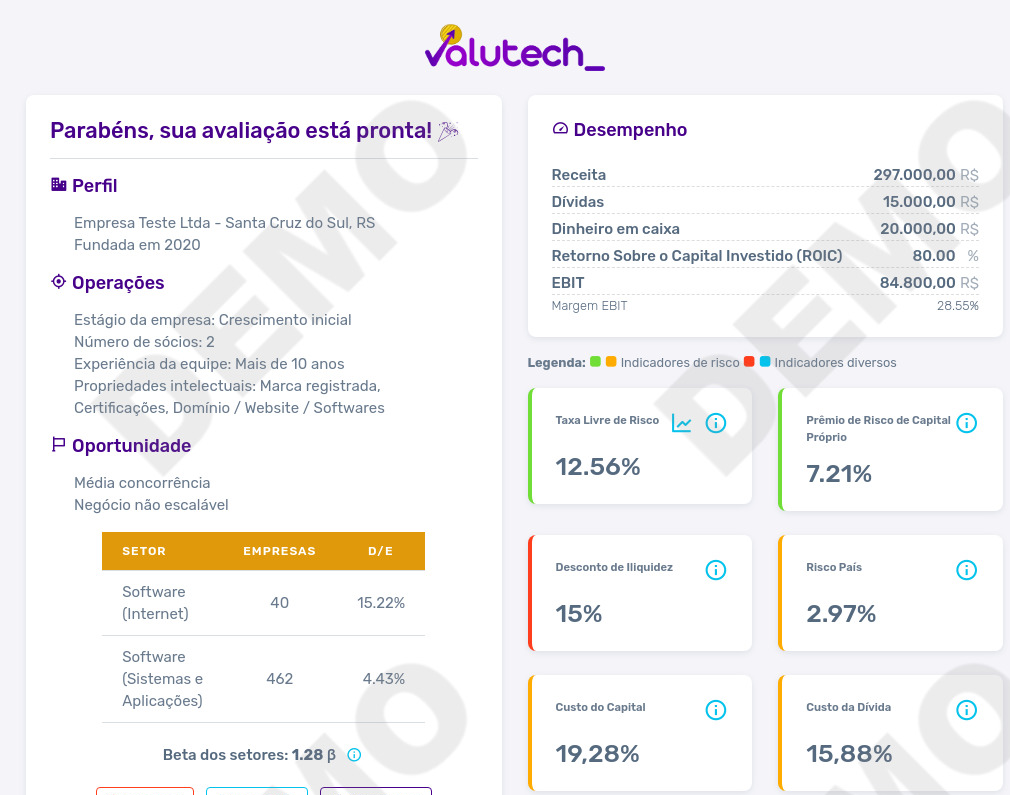 valutech_
Parabéns, sua avaliação está pronta!
Perfil
Empresa Teste Ltda - Santa Cruz do Sul, RS
Fundada em 2020
Operações
Estágio da empresa: Crescimento inicial
Número de sócios: 2
Experiência da equipe: Mais de 10 anos
Propriedades intelectuais: Marca registrada,
Certificações, Domínio / Website / Softwares
Oportunidade
Média concorrência
Negócio não escalável
SETOR EMPRESAS D/E
Software
(Internet) 40 15.22%
Software
(Sistemas e 462 4.43%
Aplicações)
Beta dos setores: 1.28 β
Desempenho
Receita 297.000,00 R$
Dívidas 15.000,00 R$
Dinheiro em caixa 20.000,00 R$
Retorno Sobre o Capital Investido (ROIC) 80.00 %
EBIT 84.800,00 R$
Margem EBIT 28.55%
Legenda: Indicadores de risco Indicadores diversos
Taxa Livre de Risco
12.56%
Prêmio de Risco de Capital
Próprio
7.21%
Desconto de Iliquidez
15%
Risco País
2.97%
Custo do Capital
19,28%
Custo da Dívida
15,88%
DEMO
DEMO